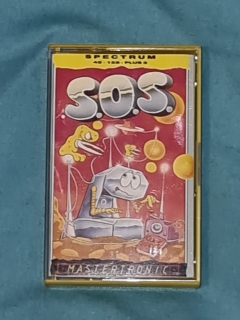 SPECTRUM
48 · 128 · PLUS 2
S.O.S.
MASTERTRONIC